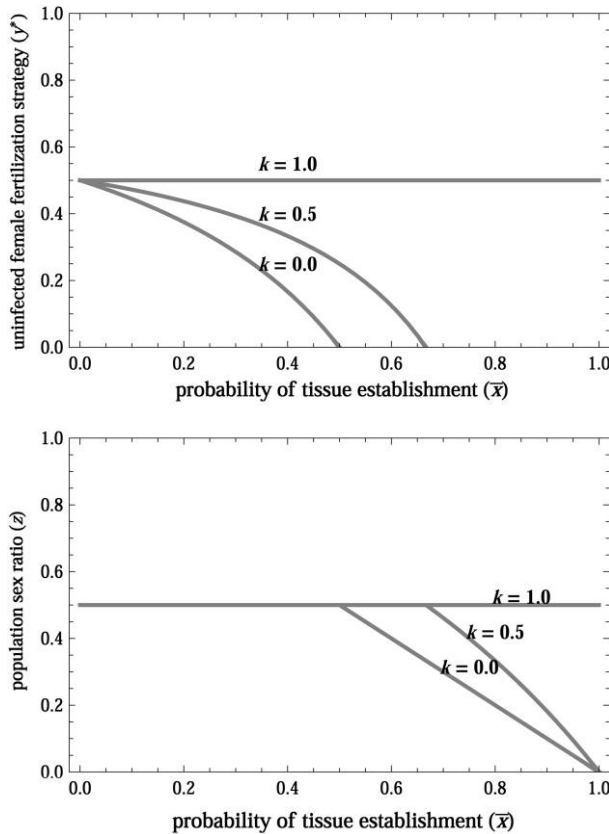 uninfected female fertilization strategy (y*)
1.0
0.8
0.6
0.4
0.2
0.0
k = 1.0
k = 0.5
k = 0.0
0.0 0.2 0.4 0.6 0.8 1.0
probability of tissue establishment (x̅)
population sex ratio (z)
1.0
0.8
0.6
0.4
0.2
0.0
k = 1.0
k = 0.5
k = 0.0
0.0 0.2 0.4 0.6 0.8 1.0
probability of tissue establishment (x̅)